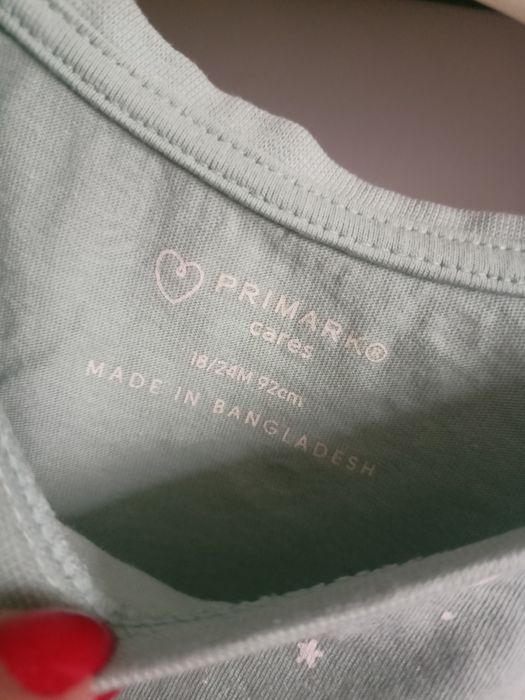 PRIMARK®
cares
18/24M 92cm
MADE IN BANGLADESH